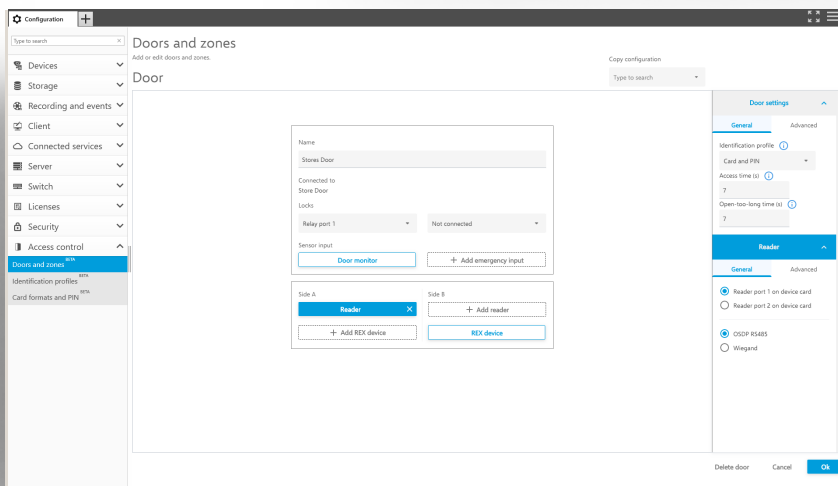 Configuration
Type to search
Devices
Storage
Recording and events
Client
Connected services
Server
Switch
Licenses
Security
Access control
Doors and zones BETA
Identification profiles BETA
Card formats and PIN BETA
Doors and zones
Add or edit doors and zones.
Door
Copy configuration
Type to search
Name
Stores Door
Connected to
Store Door
Locks
Relay port 1
Not connected
Sensor input
Door monitor
+ Add emergency input
Side A
Side B
Reader
+ Add reader
+ Add REX device
REX device
Door settings
General
Advanced
Identification profile
Card and PIN
Access time (s)
7
Open-too-long time (s)
7
Reader
General
Advanced
Reader port 1 on device card
Reader port 2 on device card
OSDP RS485
Wiegand
Delete door
Cancel
Ok